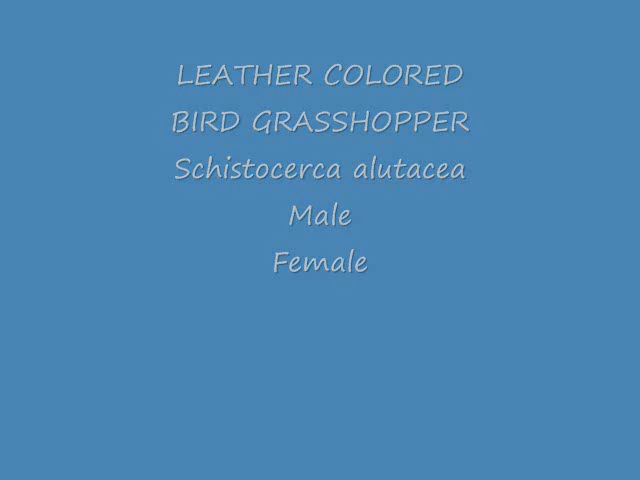 LEATHER COLORED
BIRD GRASSHOPPER
Schistocerca alutacea
Male
Female